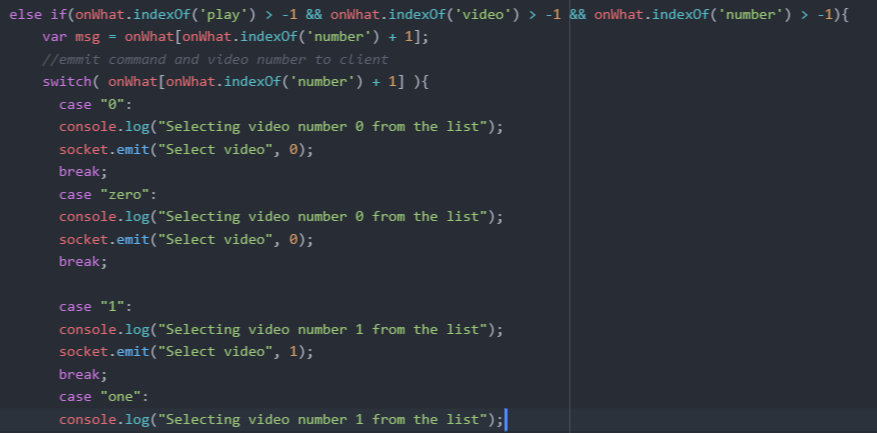 else if(onWhat.indexOf('play') > -1 && onWhat.indexOf('video') > -1 && onWhat.indexOf('number') > -1){
var msg = onWhat[onWhat.indexOf('number') + 1];
//emmit command and video number to client
switch( onWhat[onWhat.indexOf('number') + 1] ){
case "0":
console.log("Selecting video number 0 from the list");
socket.emit("Select video", 0);
break;
case "zero":
console.log("Selecting video number 0 from the list");
socket.emit("Select video", 0);
break;
case "1":
console.log("Selecting video number 1 from the list");
socket.emit("Select video", 1);
break;
case "one":
console.log("Selecting video number 1 from the list");